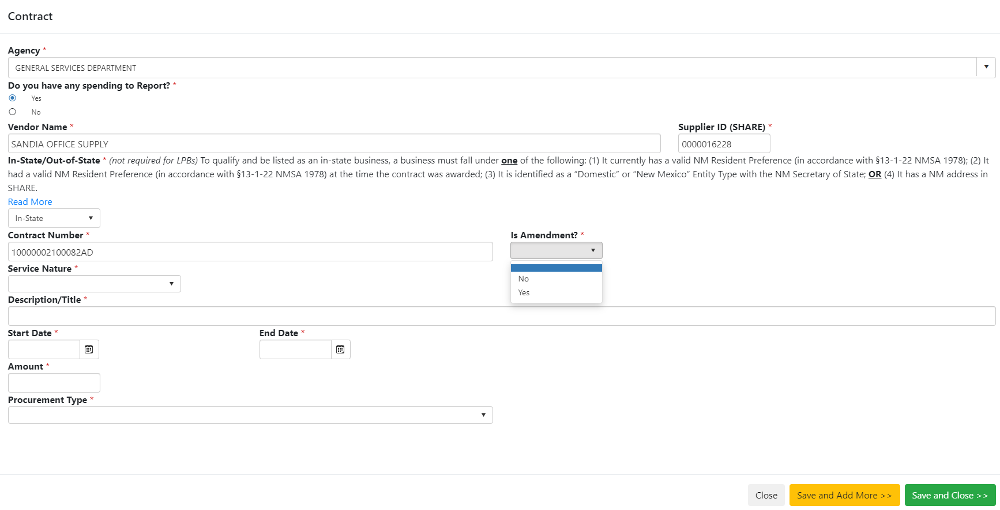 Contract
Agency *
GENERAL SERVICES DEPARTMENT
Do you have any spending to Report? *
Yes
No
Vendor Name *
Supplier ID (SHARE) *
SANDIA OFFICE SUPPLY
0000016228
In-State/Out-of-State * (not required for LPBs) To qualify and be listed as an in-state business, a business must fall under one of the following: (1) It currently has a valid NM Resident Preference (in accordance with §13-1-22 NMSA 1978); (2) It
had a valid NM Resident Preference (in accordance with §13-1-22 NMSA 1978) at the time the contract was awarded; (3) It is identified as a “Domestic” or “New Mexico” Entity Type with the NM Secretary of State; OR (4) It has a NM address in
SHARE.
Read More
In-State
Contract Number *
Is Amendment? *
10000002100082AD
Service Nature *
No
Yes
Description/Title *
Start Date *
End Date *
Amount *
Procurement Type *
Close
Save and Add More >>
Save and Close >>